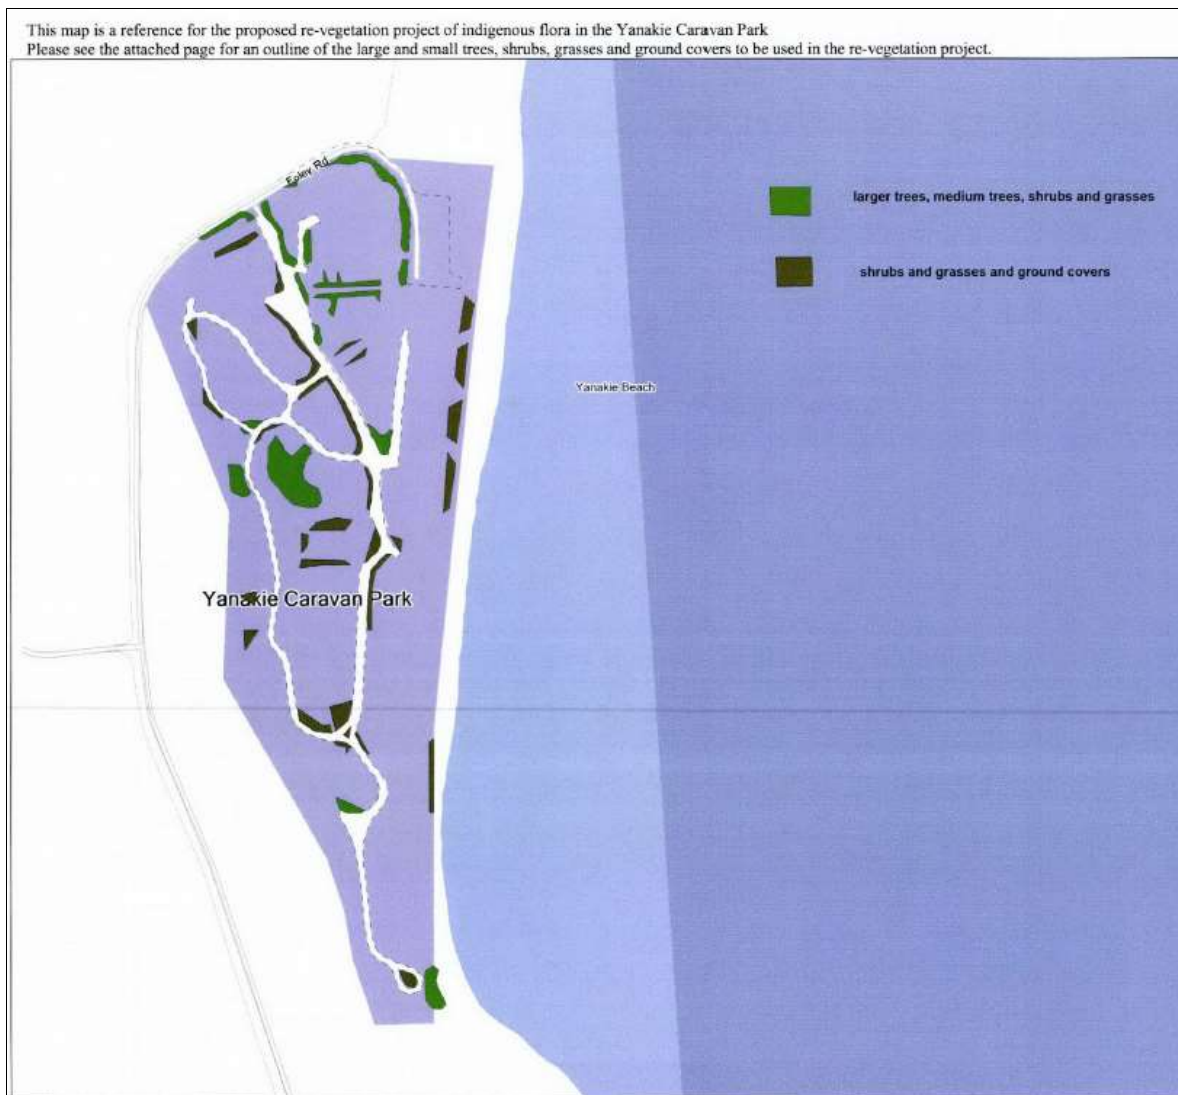 This map is a reference for the proposed re-vegetation project of indigenous flora in the Yanakie Caravan Park
Please see the attached page for an outline of the large and small trees, shrubs, grasses and ground covers to be used in the re-vegetation project.
Foley Rd
larger trees, medium trees, shrubs and grasses
shrubs and grasses and ground covers
Yanakie Beach
Yanakie Caravan Park